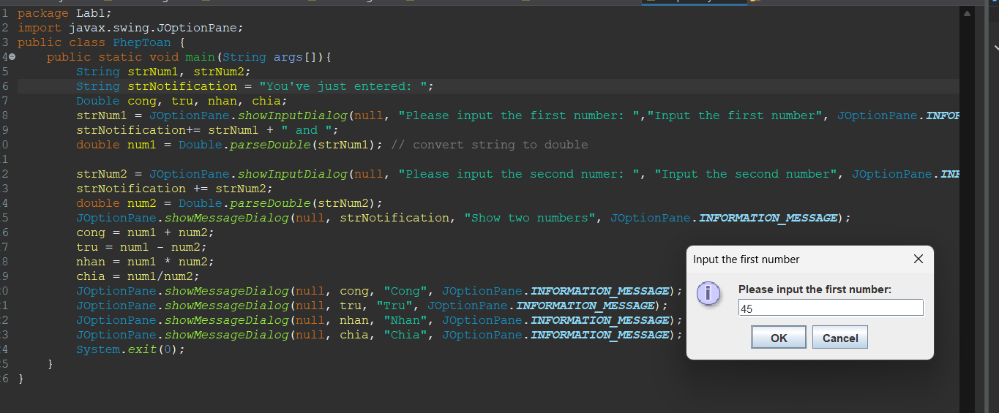 1 package Lab1;
2 import javax.swing.JOptionPane;
3 public class PhepToan {
4 public static void main(String args[]){
5 String strNum1, strNum2;
6 String strNotification = "You've just entered: ";
7 Double cong, tru, nhan, chia;
8 strNum1 = JOptionPane.showInputDialog(null, "Please input the first number: ","Input the first number", JOptionPane.INFOR
9 strNotification+= strNum1 + " and ";
0 double num1 = Double.parseDouble(strNum1); // convert string to double
1
2 strNum2 = JOptionPane.showInputDialog(null, "Please input the second numer: ", "Input the second number", JOptionPane.INF
3 strNotification += strNum2;
4 double num2 = Double.parseDouble(strNum2);
5 JOptionPane.showMessageDialog(null, strNotification, "Show two numbers", JOptionPane.INFORMATION_MESSAGE);
6 cong = num1 + num2;
7 tru = num1 - num2;
8 nhan = num1 * num2;
9 chia = num1/num2;
0 JOptionPane.showMessageDialog(null, cong, "Cong", JOptionPane.INFORMATION_MESSAGE);
1 JOptionPane.showMessageDialog(null, tru, "Tru", JOptionPane.INFORMATION_MESSAGE);
2 JOptionPane.showMessageDialog(null, nhan, "Nhan", JOptionPane.INFORMATION_MESSAGE);
3 JOptionPane.showMessageDialog(null, chia, "Chia", JOptionPane.INFORMATION_MESSAGE);
4 System.exit(0);
5 }
6 }
Input the first number
Please input the first number:
45
OK Cancel